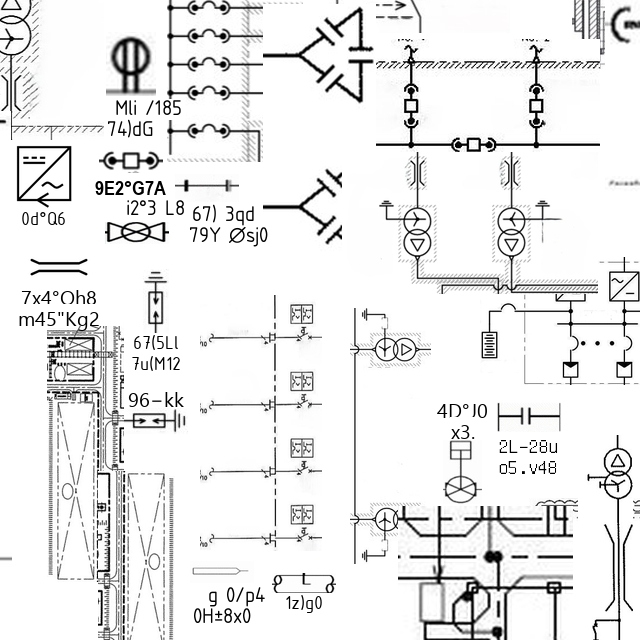 Mli /185
74)dG
9E2°G7A
i2°3 L8
0d°Q6
67) 3qd
79Y Øsj0
7x4°Oh8
m45"Kg2
67(5Ll
7u(M12
96-kk
4D°J0
x3.
2L-28u
o5.v48
g 0/p4
0H±8x0
1z)g0